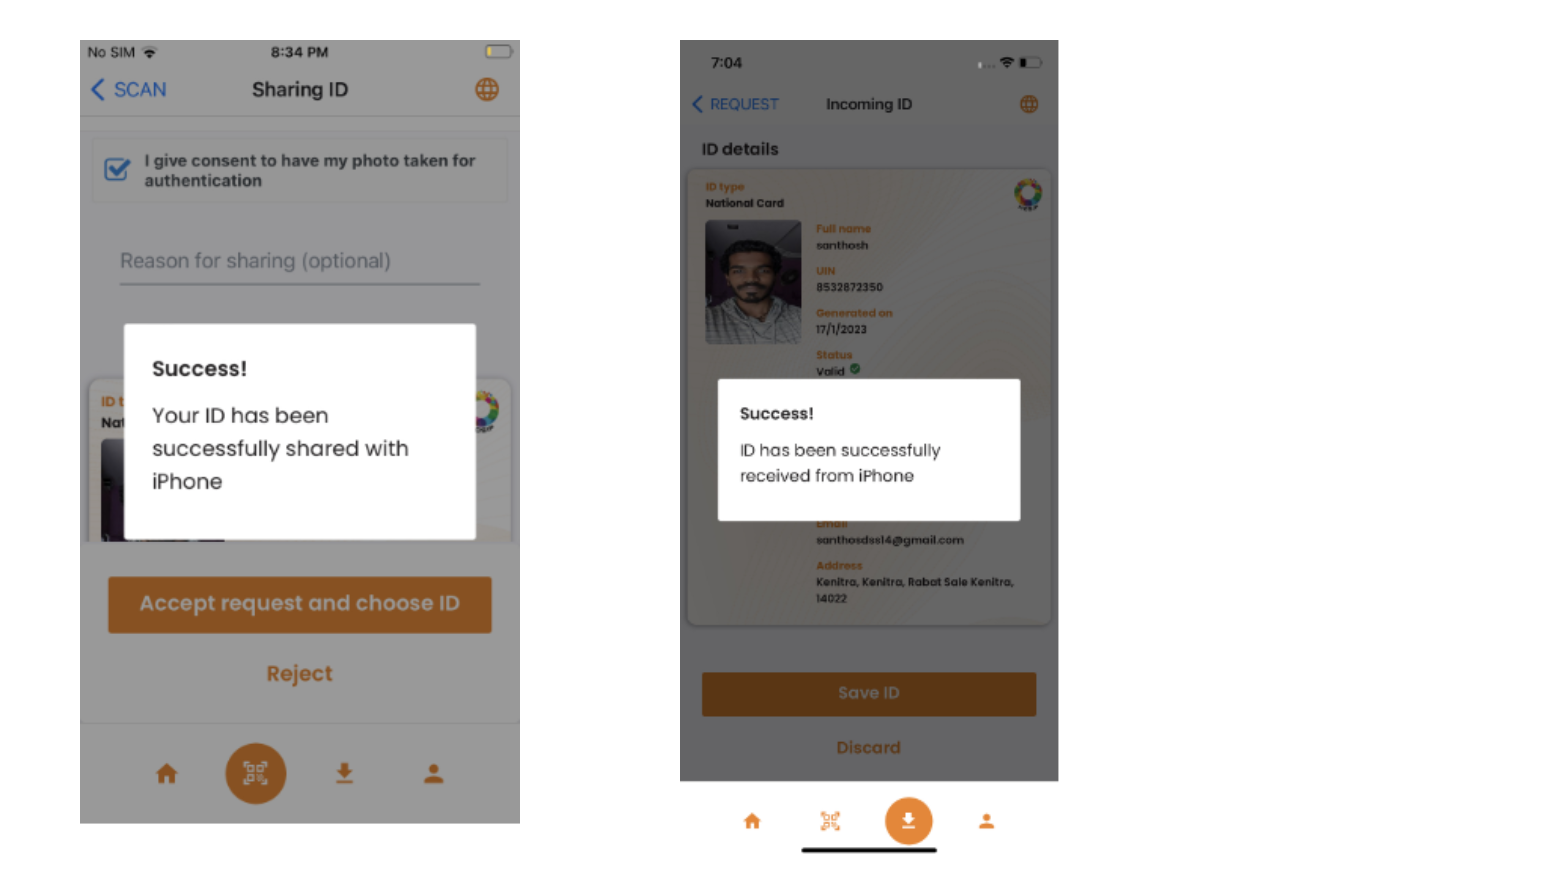 No SIM
8:34 PM
SCAN
Sharing ID
I give consent to have my photo taken for
authentication
Reason for sharing (optional)
ID t
Nat
Success!
Your ID has been
successfully shared with
iPhone
Accept request and choose ID
Reject
7:04
REQUEST
Incoming ID
ID details
ID type
National Card
Full name
santhosh
UIN
8532872350
Generated on
17/1/2023
Status
Valid
Success!
ID has been successfully
received from iPhone
Email
santhosdss14@gmail.com
Address
Kenitra, Kenitra, Rabat Sale Kenitra,
14022
Save ID
Discard